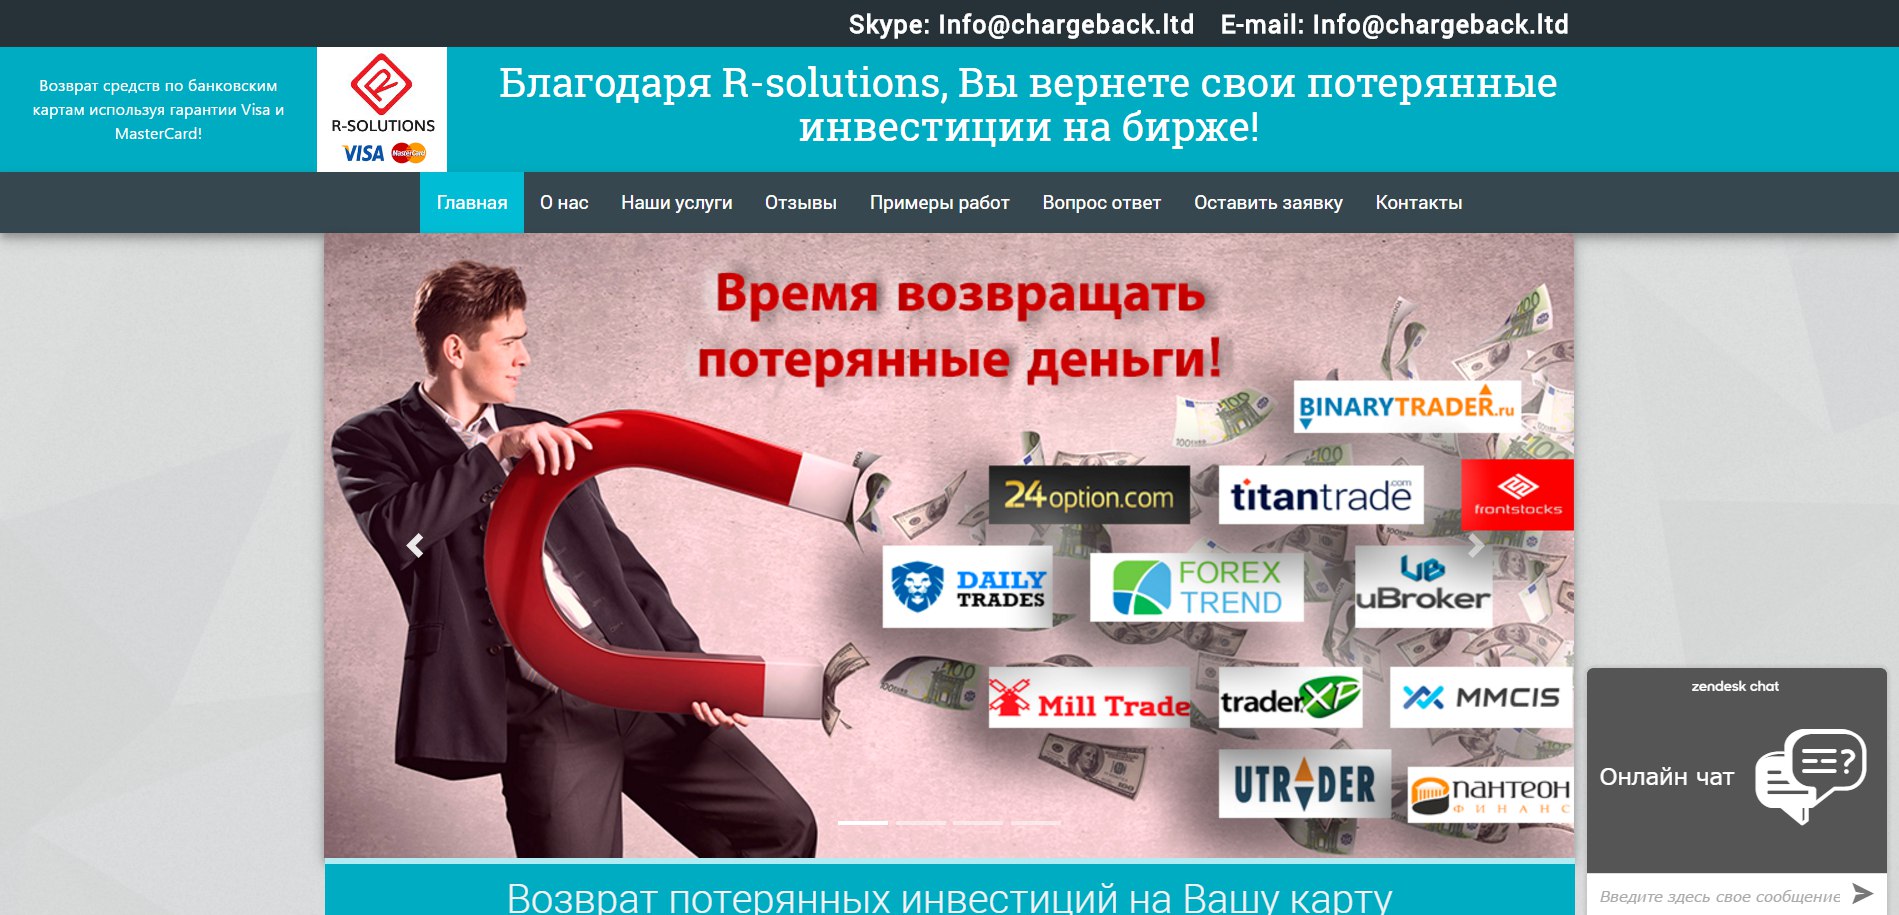 Skype: Info@chargeback.ltd E-mail: Info@chargeback.ltd
Возврат средств по банковским
картам используя гарантии Visa и
MasterCard!
R-SOLUTIONS
VISA MasterCard
Благодаря R-solutions, Вы вернете свои потерянные
инвестиции на бирже!
Главная О нас Наши услуги Отзывы Примеры работ Вопрос ответ Оставить заявку Контакты
Время возвращать
потерянные деньги!
BINARYTRADER.ru
24option.com
titantrade.com
frontstocks
DAILY
TRADES
FOREX
TREND
uBroker
Mill Trade
traderXP
MMCIS
UTRADER
ПАНТЕОН
ФИНАНС
zendesk chat
Онлайн чат
Введите здесь свое сообщение
Возврат потерянных инвестиций на Вашу карту